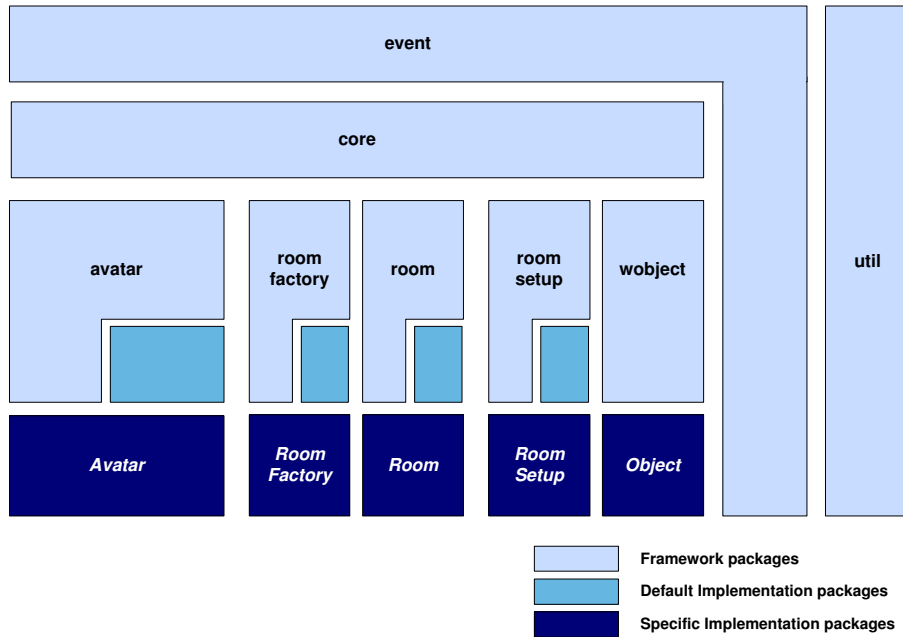 event
core
avatar
room
factory
room
room
setup
wobject
util
Avatar
Room
Factory
Room
Room
Setup
Object
Framework packages
Default Implementation packages
Specific Implementation packages